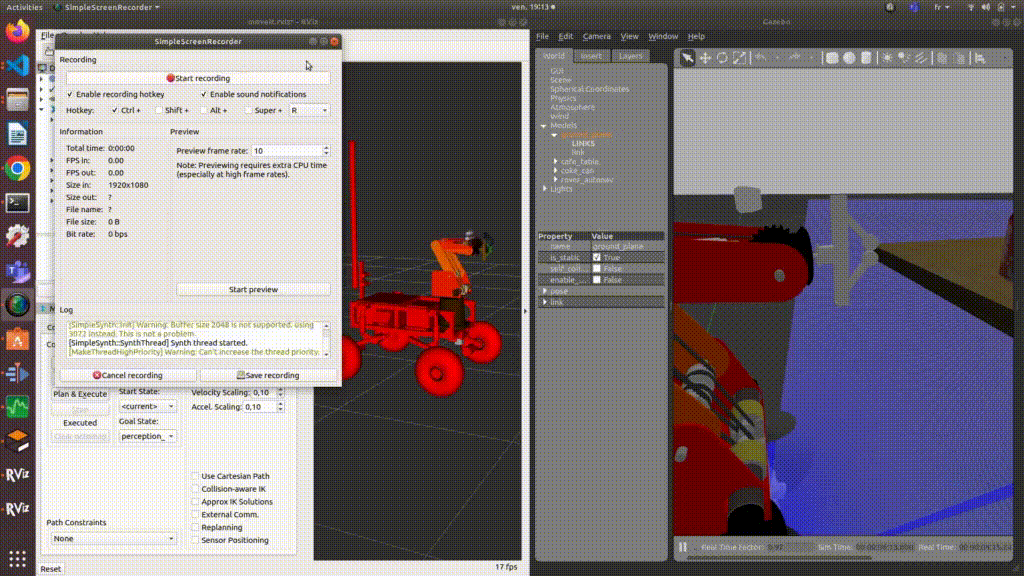 Activities
SimpleScreenRecorder
ven. 19:13
fr
moveit.rviz* - RViz
Gazebo
SimpleScreenRecorder
Recording
Start recording
Enable recording hotkey
Enable sound notifications
Hotkey: Ctrl + Shift + Alt + Super + R
Information
Total time: 0:00:00
FPS in: 0.00
FPS out: 0.00
Size in: 1920x1080
Size out: ?
File name: ?
File size: 0 B
Bit rate: 0 bps
Preview
Preview frame rate: 10
Note: Previewing requires extra CPU time
(especially at high frame rates).
Start preview
Log
[SimpleSynth::Init] Warning: Buffer size 2048 is not supported, using
3072 instead. This is not a problem.
[SimpleSynth::SynthThread] Synth thread started.
[MakeThreadHighPriority] Warning: Can't increase the thread priority.
Cancel recording
Save recording
Plan & Execute
Stop
Executed
Start State:
<current>
Goal State:
perception_
Velocity Scaling: 0,10
Accel. Scaling: 0,10
Use Cartesian Path
Collision-aware IK
Approx IK Solutions
External Comm.
Replanning
Sensor Positioning
Path Constraints
None
Reset
17 fps
RViz
RViz
File Edit Camera View Window Help
World Insert Layers
GUI
Scene
Spherical Coordinates
Physics
Atmosphere
Wind
Models
ground_plane
LINKS
link
cafe_table
coke_can
rover_autonav
Lights
Property Value
name ground_plane
is_static True
self_coll... False
enable_... False
pose
link
Real Time Factor: 0.97
Sim Time:
Real Time: